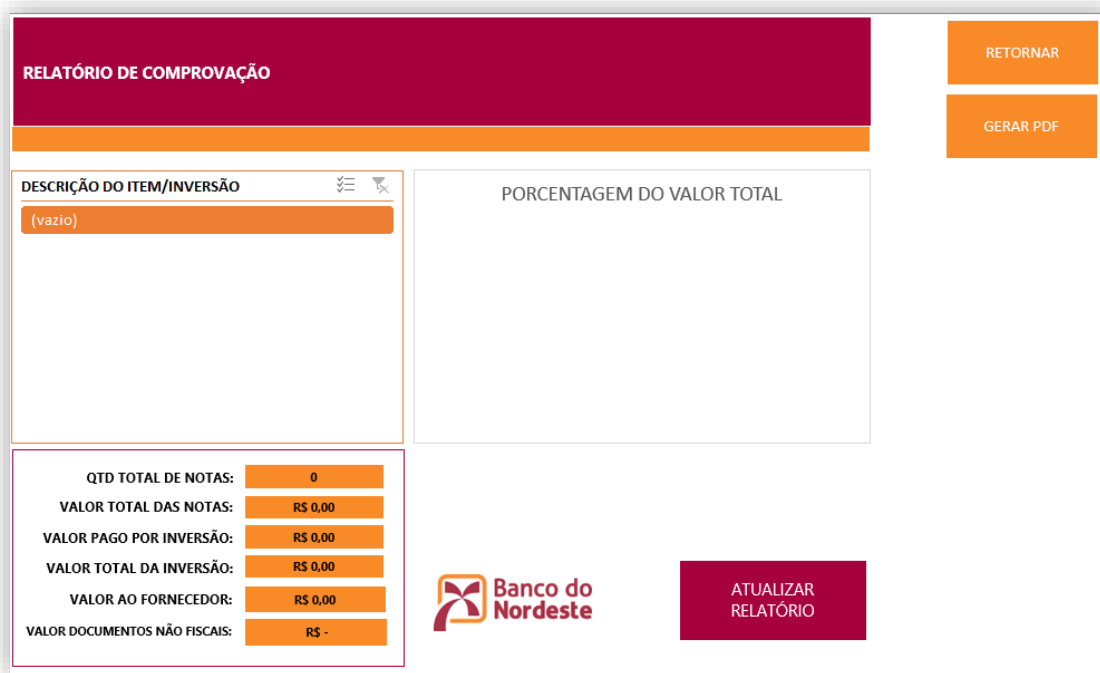 RELATÓRIO DE COMPROVAÇÃO
RETORNAR
GERAR PDF
DESCRIÇÃO DO ITEM/INVERSÃO
(vazio)
PORCENTAGEM DO VALOR TOTAL
QTD TOTAL DE NOTAS: 0
VALOR TOTAL DAS NOTAS: R$ 0,00
VALOR PAGO POR INVERSÃO: R$ 0,00
VALOR TOTAL DA INVERSÃO: R$ 0,00
VALOR AO FORNECEDOR: R$ 0,00
VALOR DOCUMENTOS NÃO FISCAIS: R$ -
Banco do
Nordeste
ATUALIZAR
RELATÓRIO